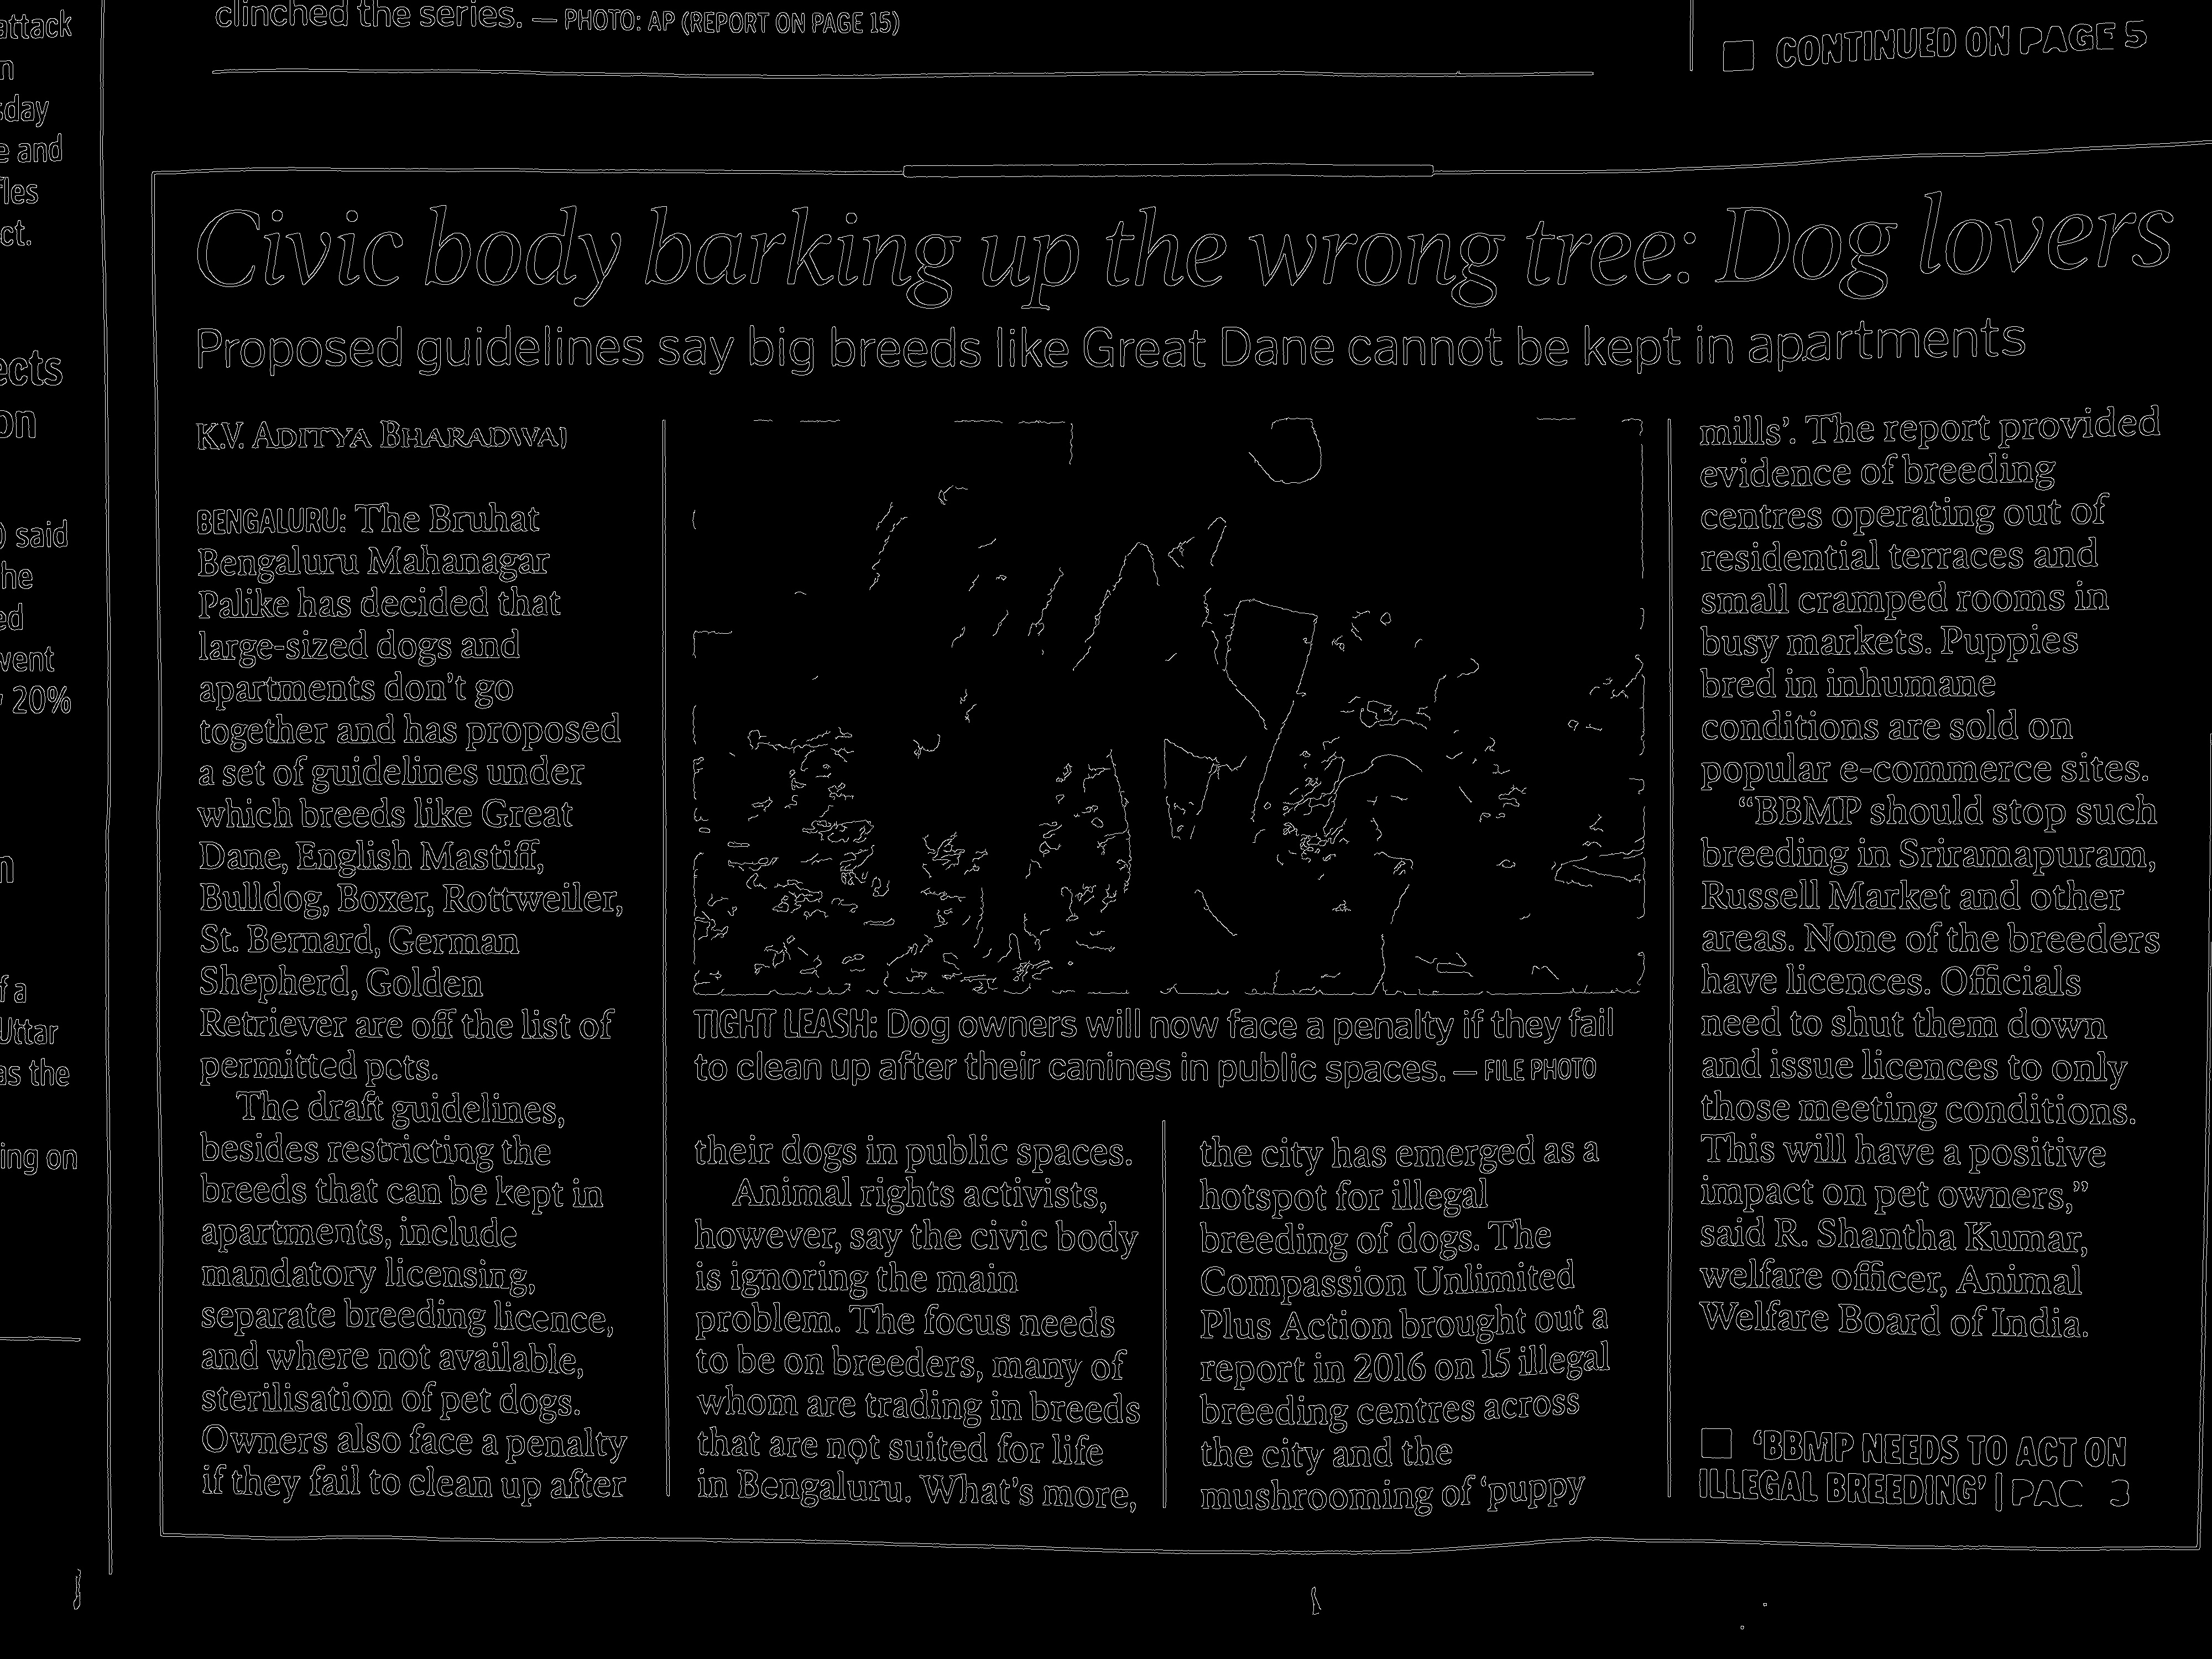 clinched the series. — PHOTO: AP (REPORT ON PAGE 15)
CONTINUED ON PAGE 5
attack
n
sday
e and
fles
ct.
ects
on
) said
he
ed
went
20%
n
f a
Uttar
as the
ing on
Civic body barking up the wrong tree: Dog lovers
Proposed guidelines say big breeds like Great Dane cannot be kept in apartments
K.V. ADITYA BHARADWAJ
BENGALURU: The Bruhat
Bengaluru Mahanagar
Palike has decided that
large-sized dogs and
apartments don't go
together and has proposed
a set of guidelines under
which breeds like Great
Dane, English Mastiff,
Bulldog, Boxer, Rottweiler,
St. Bernard, German
Shepherd, Golden
Retriever are off the list of
permitted pets.
The draft guidelines,
besides restricting the
breeds that can be kept in
apartments, include
mandatory licensing,
separate breeding licence,
and where not available,
sterilisation of pet dogs.
Owners also face a penalty
if they fail to clean up after
TIGHT LEASH: Dog owners will now face a penalty if they fail
to clean up after their canines in public spaces. — FILE PHOTO
their dogs in public spaces.
Animal rights activists,
however, say the civic body
is ignoring the main
problem. The focus needs
to be on breeders, many of
whom are trading in breeds
that are not suited for life
in Bengaluru. What's more,
the city has emerged as a
hotspot for illegal
breeding of dogs. The
Compassion Unlimited
Plus Action brought out a
report in 2016 on 15 illegal
breeding centres across
the city and the
mushrooming of 'puppy
mills'. The report provided
evidence of breeding
centres operating out of
residential terraces and
small cramped rooms in
busy markets. Puppies
bred in inhumane
conditions are sold on
popular e-commerce sites.
"BBMP should stop such
breeding in Sriramapuram,
Russell Market and other
areas. None of the breeders
have licences. Officials
need to shut them down
and issue licences to only
those meeting conditions.
This will have a positive
impact on pet owners,"
said R. Shantha Kumar,
welfare officer, Animal
Welfare Board of India.
'BBMP NEEDS TO ACT ON
ILLEGAL BREEDING' | PAGE 3